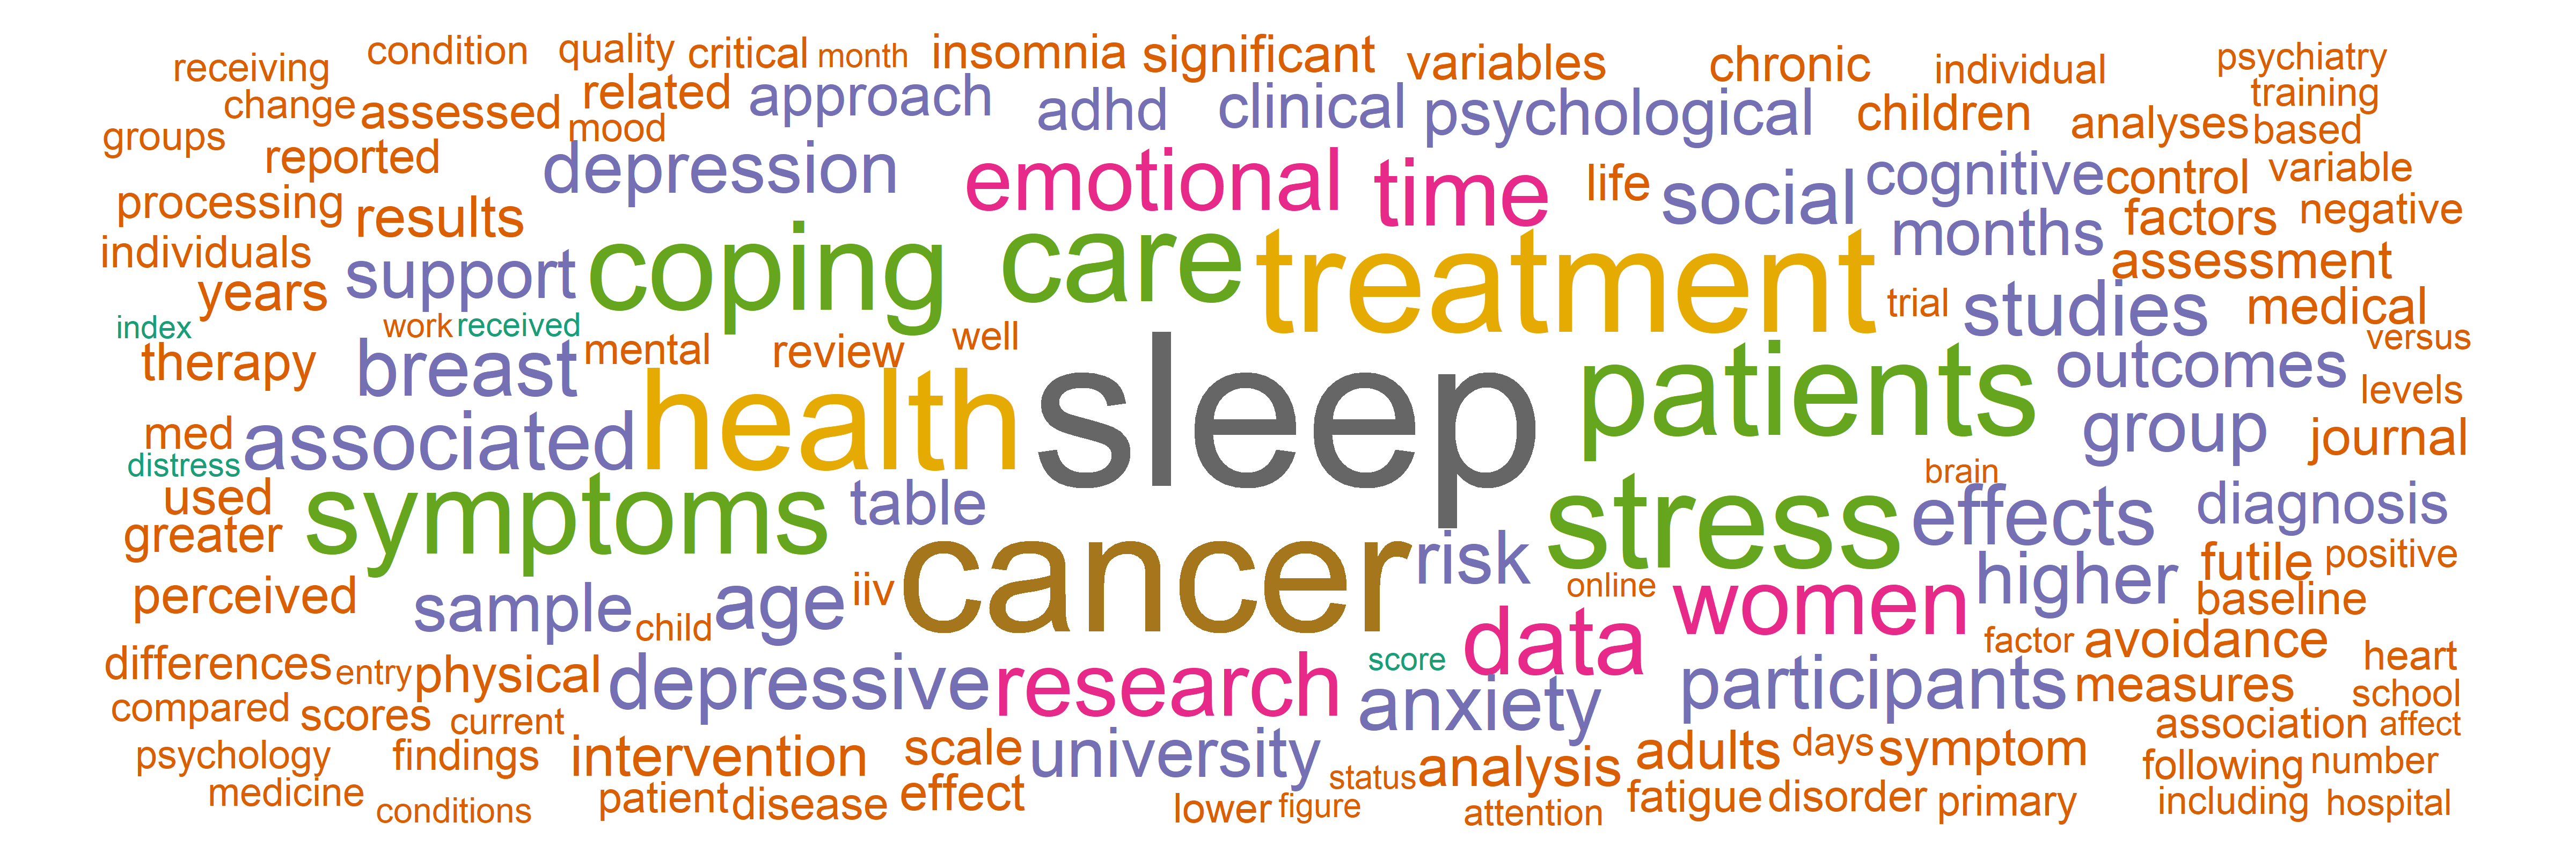 receiving condition quality critical month insomnia significant variables chronic individual psychiatry
change assessed related approach adhd clinical psychological children training
groups reported mood depression emotional time life social cognitive analyses based
processing results control variable
individuals support coping care treatment months factors negative
years assessment
index work received trial studies medical
therapy breast mental review well outcomes versus
med associated health sleep patients group levels
distress journal
used symptoms table stress brain effects diagnosis
greater cancer risk higher futile positive
perceived sample child age iiv online women baseline
differences entry physical depressive research score data factor avoidance heart
compared scores current anxiety participants measures school
psychology findings intervention scale university analysis adults days symptom association affect
medicine conditions patient disease effect status fatigue disorder primary following number
lower figure attention including hospital